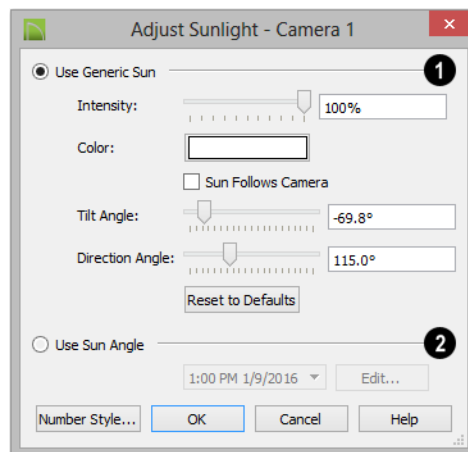 Adjust Sunlight - Camera 1
×
Use Generic Sun
1
Intensity:
100%
Color:
Sun Follows Camera
Tilt Angle:
-69.8°
Direction Angle:
115.0°
Reset to Defaults
Use Sun Angle
2
1:00 PM 1/9/2016
Edit...
Number Style...
OK
Cancel
Help